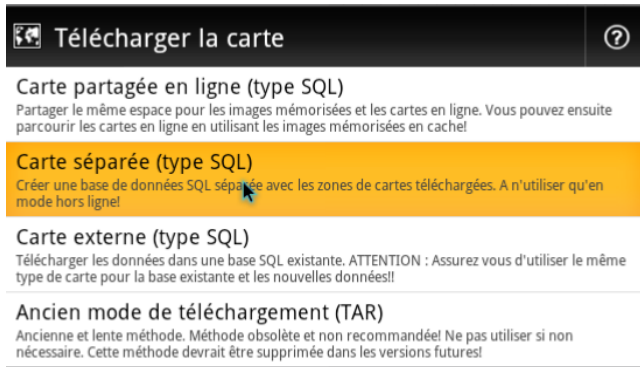 Télécharger la carte
Carte partagée en ligne (type SQL)
Partager le même espace pour les images mémorisées et les cartes en ligne. Vous pouvez ensuite
parcourir les cartes en ligne en utilisant les images mémorisées en cache!
Carte séparée (type SQL)
Créer une base de données SQL séparée avec les zones de cartes téléchargées. A n'utiliser qu'en
mode hors ligne!
Carte externe (type SQL)
Télécharger les données dans une base SQL existante. ATTENTION : Assurez vous d'utiliser le même
type de carte pour la base existante et les nouvelles données!!
Ancien mode de téléchargement (TAR)
Ancienne et lente méthode. Méthode obsolète et non recommandée! Ne pas utiliser si non
nécessaire. Cette méthode devrait être supprimée dans les versions futures!